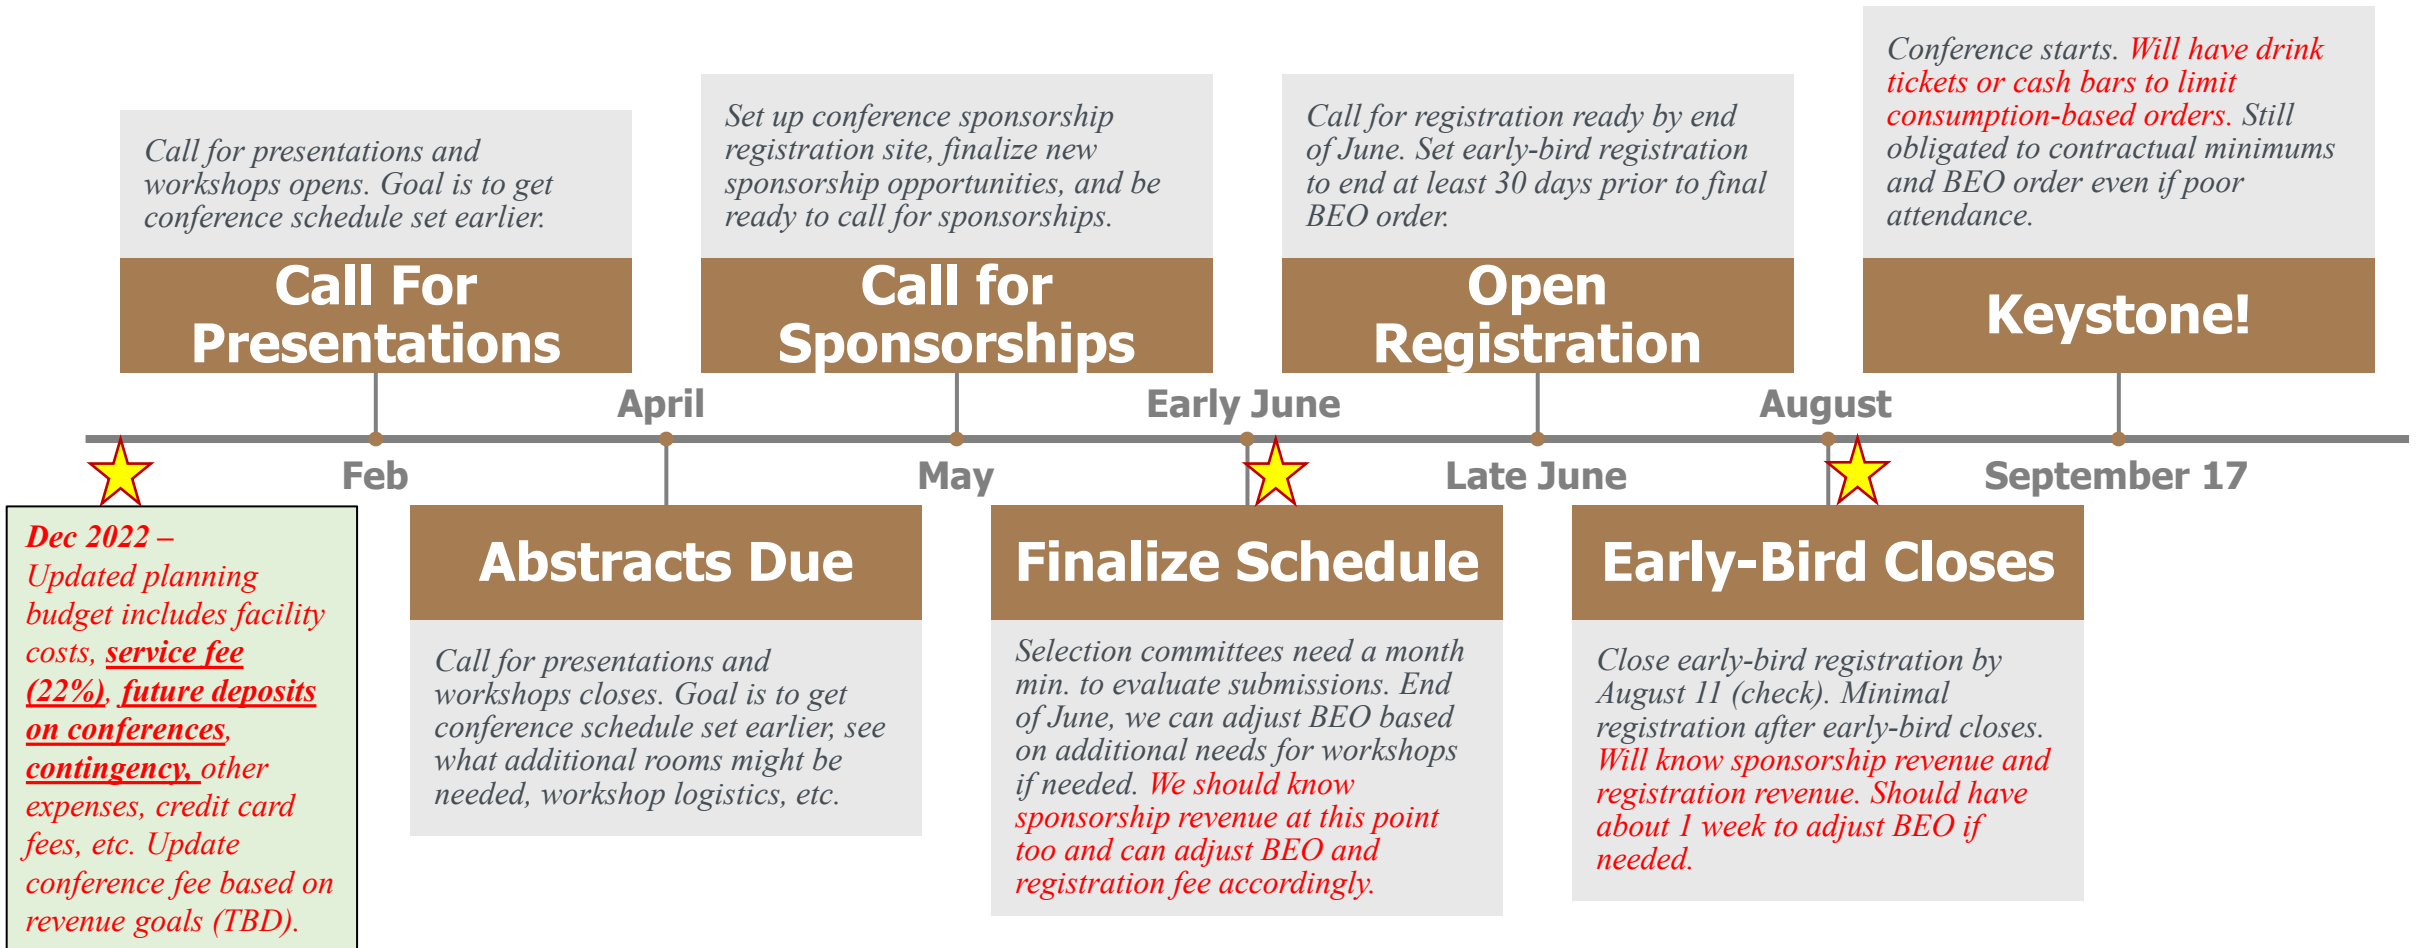 Call for presentations and
workshops opens. Goal is to get
conference schedule set earlier.
Call For
Presentations
Feb
Set up conference sponsorship
registration site, finalize new
sponsorship opportunities, and be
ready to call for sponsorships.
Call for
Sponsorships
May
Call for registration ready by end
of June. Set early-bird registration
to end at least 30 days prior to final
BEO order.
Open
Registration
Late June
Conference starts. Will have drink
tickets or cash bars to limit
consumption-based orders. Still
obligated to contractual minimums
and BEO order even if poor
attendance.
Keystone!
September 17
Dec 2022 –
Updated planning
budget includes facility
costs, service fee
(22%), future deposits
on conferences,
contingency, other
expenses, credit card
fees, etc. Update
conference fee based on
revenue goals (TBD).
April
Abstracts Due
Call for presentations and
workshops closes. Goal is to get
conference schedule set earlier, see
what additional rooms might be
needed, workshop logistics, etc.
Early June
Finalize Schedule
Selection committees need a month
min. to evaluate submissions. End
of June, we can adjust BEO based
on additional needs for workshops
if needed. We should know
sponsorship revenue at this point
too and can adjust BEO and
registration fee accordingly.
August
Early-Bird Closes
Close early-bird registration by
August 11 (check). Minimal
registration after early-bird closes.
Will know sponsorship revenue and
registration revenue. Should have
about 1 week to adjust BEO if
needed.